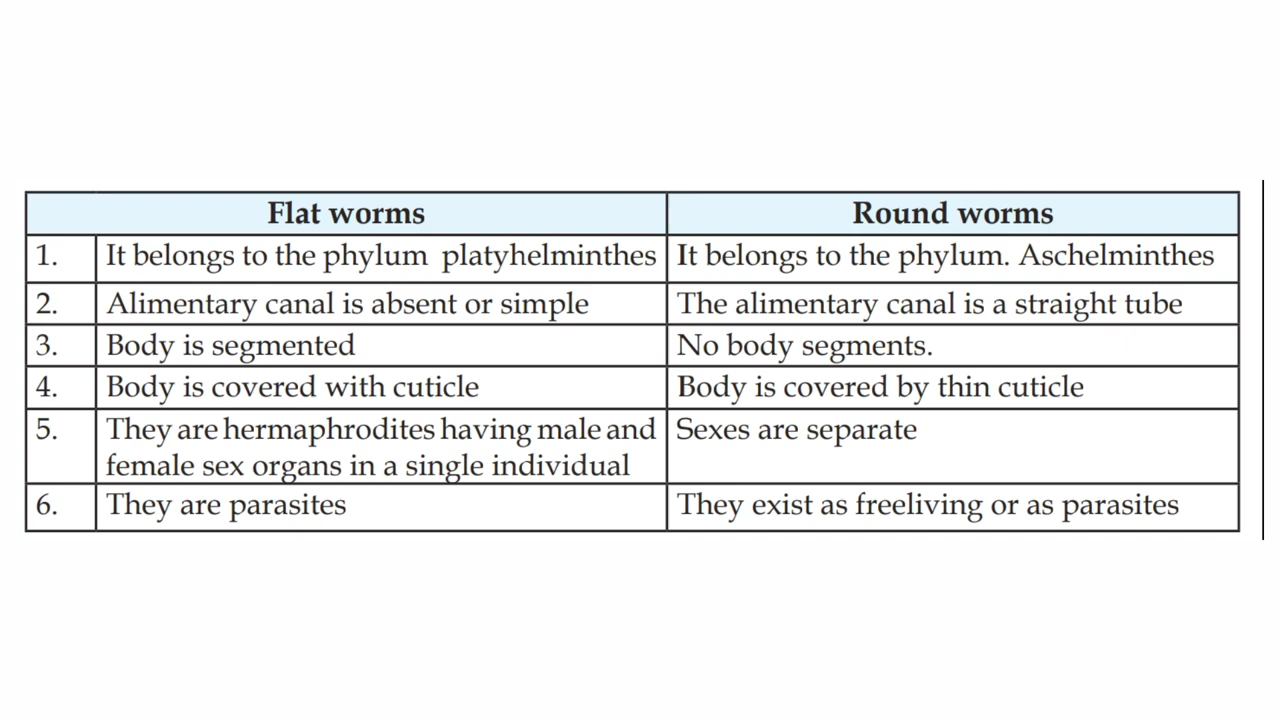 Flat worms Round worms
1. It belongs to the phylum platyhelminthes It belongs to the phylum. Aschelminthes
2. Alimentary canal is absent or simple The alimentary canal is a straight tube
3. Body is segmented No body segments.
4. Body is covered with cuticle Body is covered by thin cuticle
5. They are hermaphrodites having male and Sexes are separate
female sex organs in a single individual
6. They are parasites They exist as freeliving or as parasites